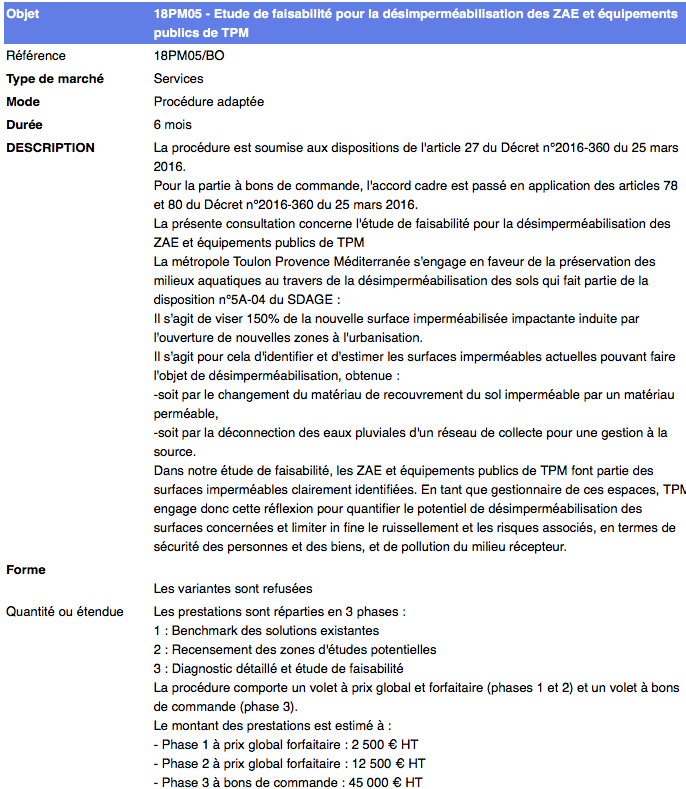 Objet 18PM05 - Etude de faisabilité pour la désimperméabilisation des ZAE et équipements
publics de TPM
Référence 18PM05/BO
Type de marché Services
Mode Procédure adaptée
Durée 6 mois
DESCRIPTION La procédure est soumise aux dispositions de l'article 27 du Décret n°2016-360 du 25 mars
2016.
Pour la partie à bons de commande, l'accord cadre est passé en application des articles 78
et 80 du Décret n°2016-360 du 25 mars 2016.
La présente consultation concerne l'étude de faisabilité pour la désimperméabilisation des
ZAE et équipements publics de TPM
La métropole Toulon Provence Méditerranée s'engage en faveur de la préservation des
milieux aquatiques au travers de la désimperméabilisation des sols qui fait partie de la
disposition n°5A-04 du SDAGE :
Il s'agit de viser 150% de la nouvelle surface imperméabilisée impactante induite par
l'ouverture de nouvelles zones à l'urbanisation.
Il s'agit pour cela d'identifier et d'estimer les surfaces imperméables actuelles pouvant faire
l'objet de désimperméabilisation, obtenue :
-soit par le changement du matériau de recouvrement du sol imperméable par un matériau
perméable,
-soit par la déconnection des eaux pluviales d'un réseau de collecte pour une gestion à la
source.
Dans notre étude de faisabilité, les ZAE et équipements publics de TPM font partie des
surfaces imperméables clairement identifiées. En tant que gestionnaire de ces espaces, TPM
engage donc cette réflexion pour quantifier le potentiel de désimperméabilisation des
surfaces concernées et limiter in fine le ruissellement et les risques associés, en termes de
sécurité des personnes et des biens, et de pollution du milieu récepteur.
Forme
Les variantes sont refusées
Quantité ou étendue Les prestations sont réparties en 3 phases :
1 : Benchmark des solutions existantes
2 : Recensement des zones d'études potentielles
3 : Diagnostic détaillé et étude de faisabilité
La procédure comporte un volet à prix global et forfaitaire (phases 1 et 2) et un volet à bons
de commande (phase 3).
Le montant des prestations est estimé à :
- Phase 1 à prix global forfaitaire : 2 500 € HT
- Phase 2 à prix global forfaitaire : 12 500 € HT
- Phase 3 à bons de commande : 45 000 € HT